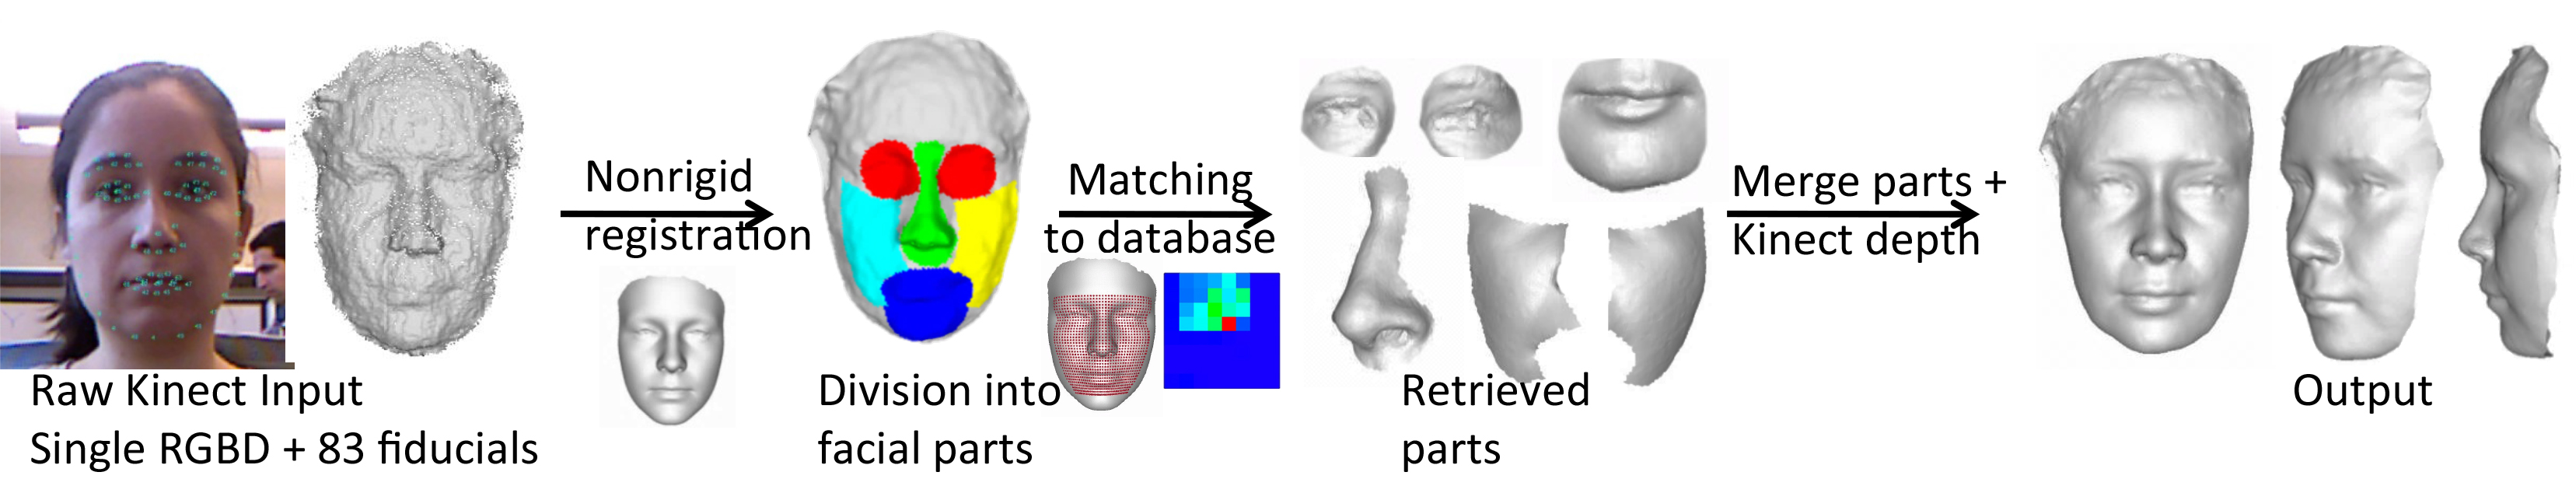 Raw Kinect Input
Single RGBD + 83 fiducials
Nonrigid
registration
Division into
facial parts
Matching
to database
Retrieved
parts
Merge parts +
Kinect depth
Output